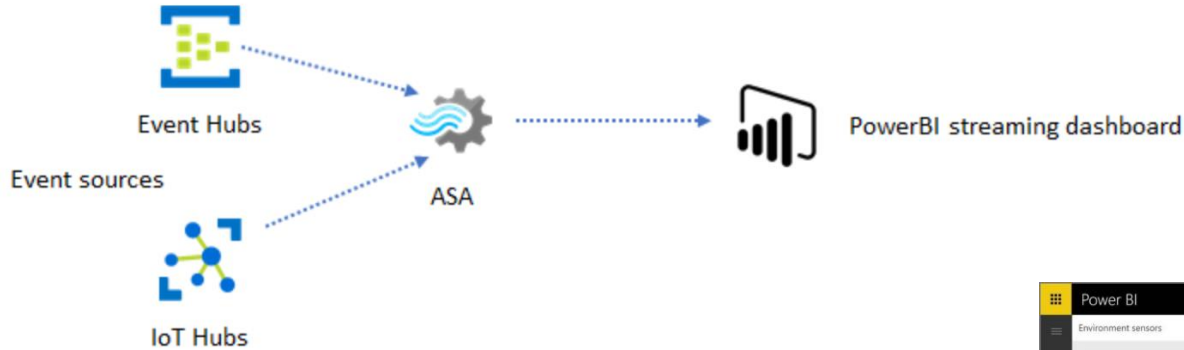 Event Hubs
PowerBI streaming dashboard
Event sources
ASA
IoT Hubs
Power BI
Environment sensors